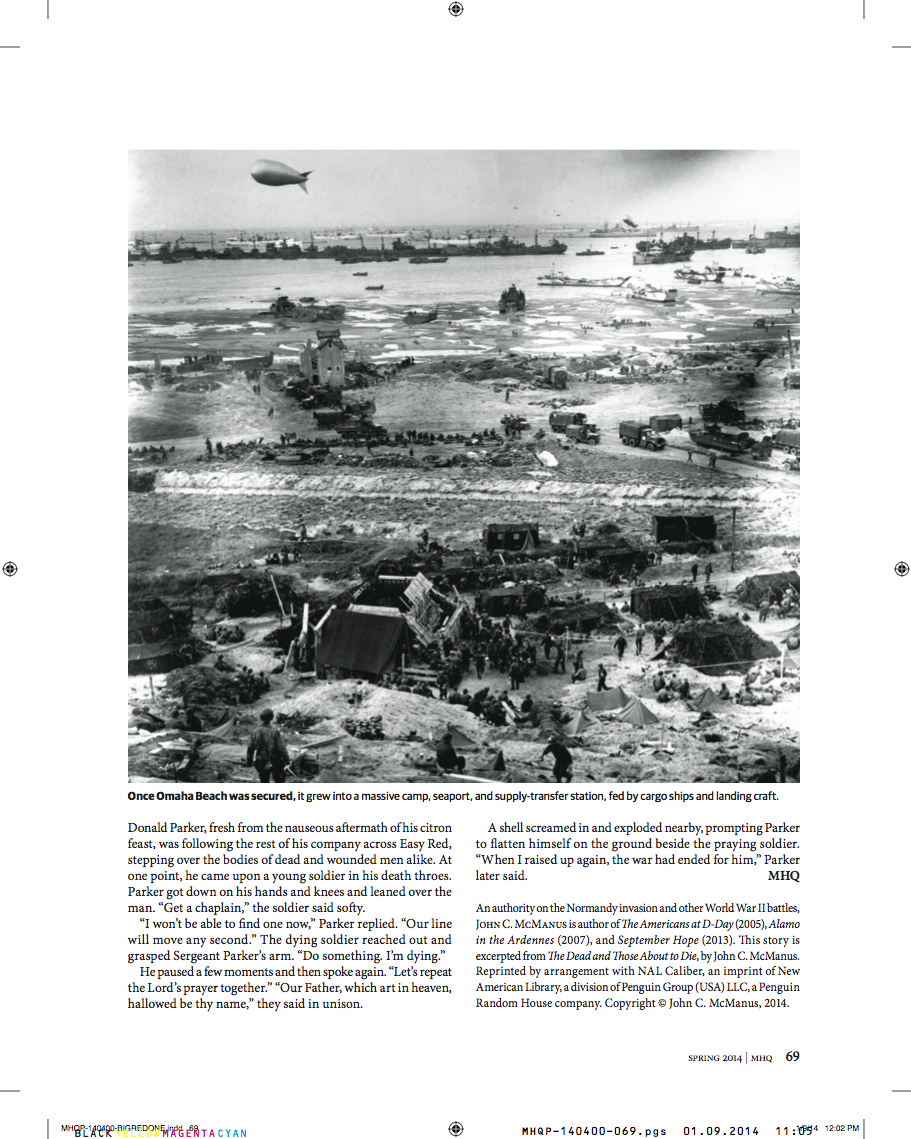 Once Omaha Beach was secured, it grew into a massive camp, seaport, and supply-transfer station, fed by cargo ships and landing craft.
Donald Parker, fresh from the nauseous aftermath of his citron
feast, was following the rest of his company across Easy Red,
stepping over the bodies of dead and wounded men alike. At
one point, he came upon a young soldier in his death throes.
Parker got down on his hands and knees and leaned over the
man. “Get a chaplain,” the soldier said softy.
“I won’t be able to find one now,” Parker replied. “Our line
will move any second.” The dying soldier reached out and
grasped Sergeant Parker’s arm. “Do something. I’m dying.”
He paused a few moments and then spoke again. “Let’s repeat
the Lord’s prayer together.” “Our Father, which art in heaven,
hallowed be thy name,” they said in unison.
A shell screamed in and exploded nearby, prompting Parker
to flatten himself on the ground beside the praying soldier.
“When I raised up again, the war had ended for him,” Parker
later said. MHQ
An authority on the Normandy invasion and other World War II battles,
John C. McManus is author of The Americans at D-Day (2005), Alamo
in the Ardennes (2007), and September Hope (2013). This story is
excerpted from The Dead and Those About to Die, by John C. McManus.
Reprinted by arrangement with NAL Caliber, an imprint of New
American Library, a division of Penguin Group (USA) LLC, a Penguin
Random House company. Copyright © John C. McManus, 2014.
SPRING 2014 | MHQ 69
MHQP-140400-BIGREDONE.indd 69
BLACK YELLOW MAGENTA CYAN
MHQP-140400-069.pgs 01.09.2014 11:05
12:02 PM